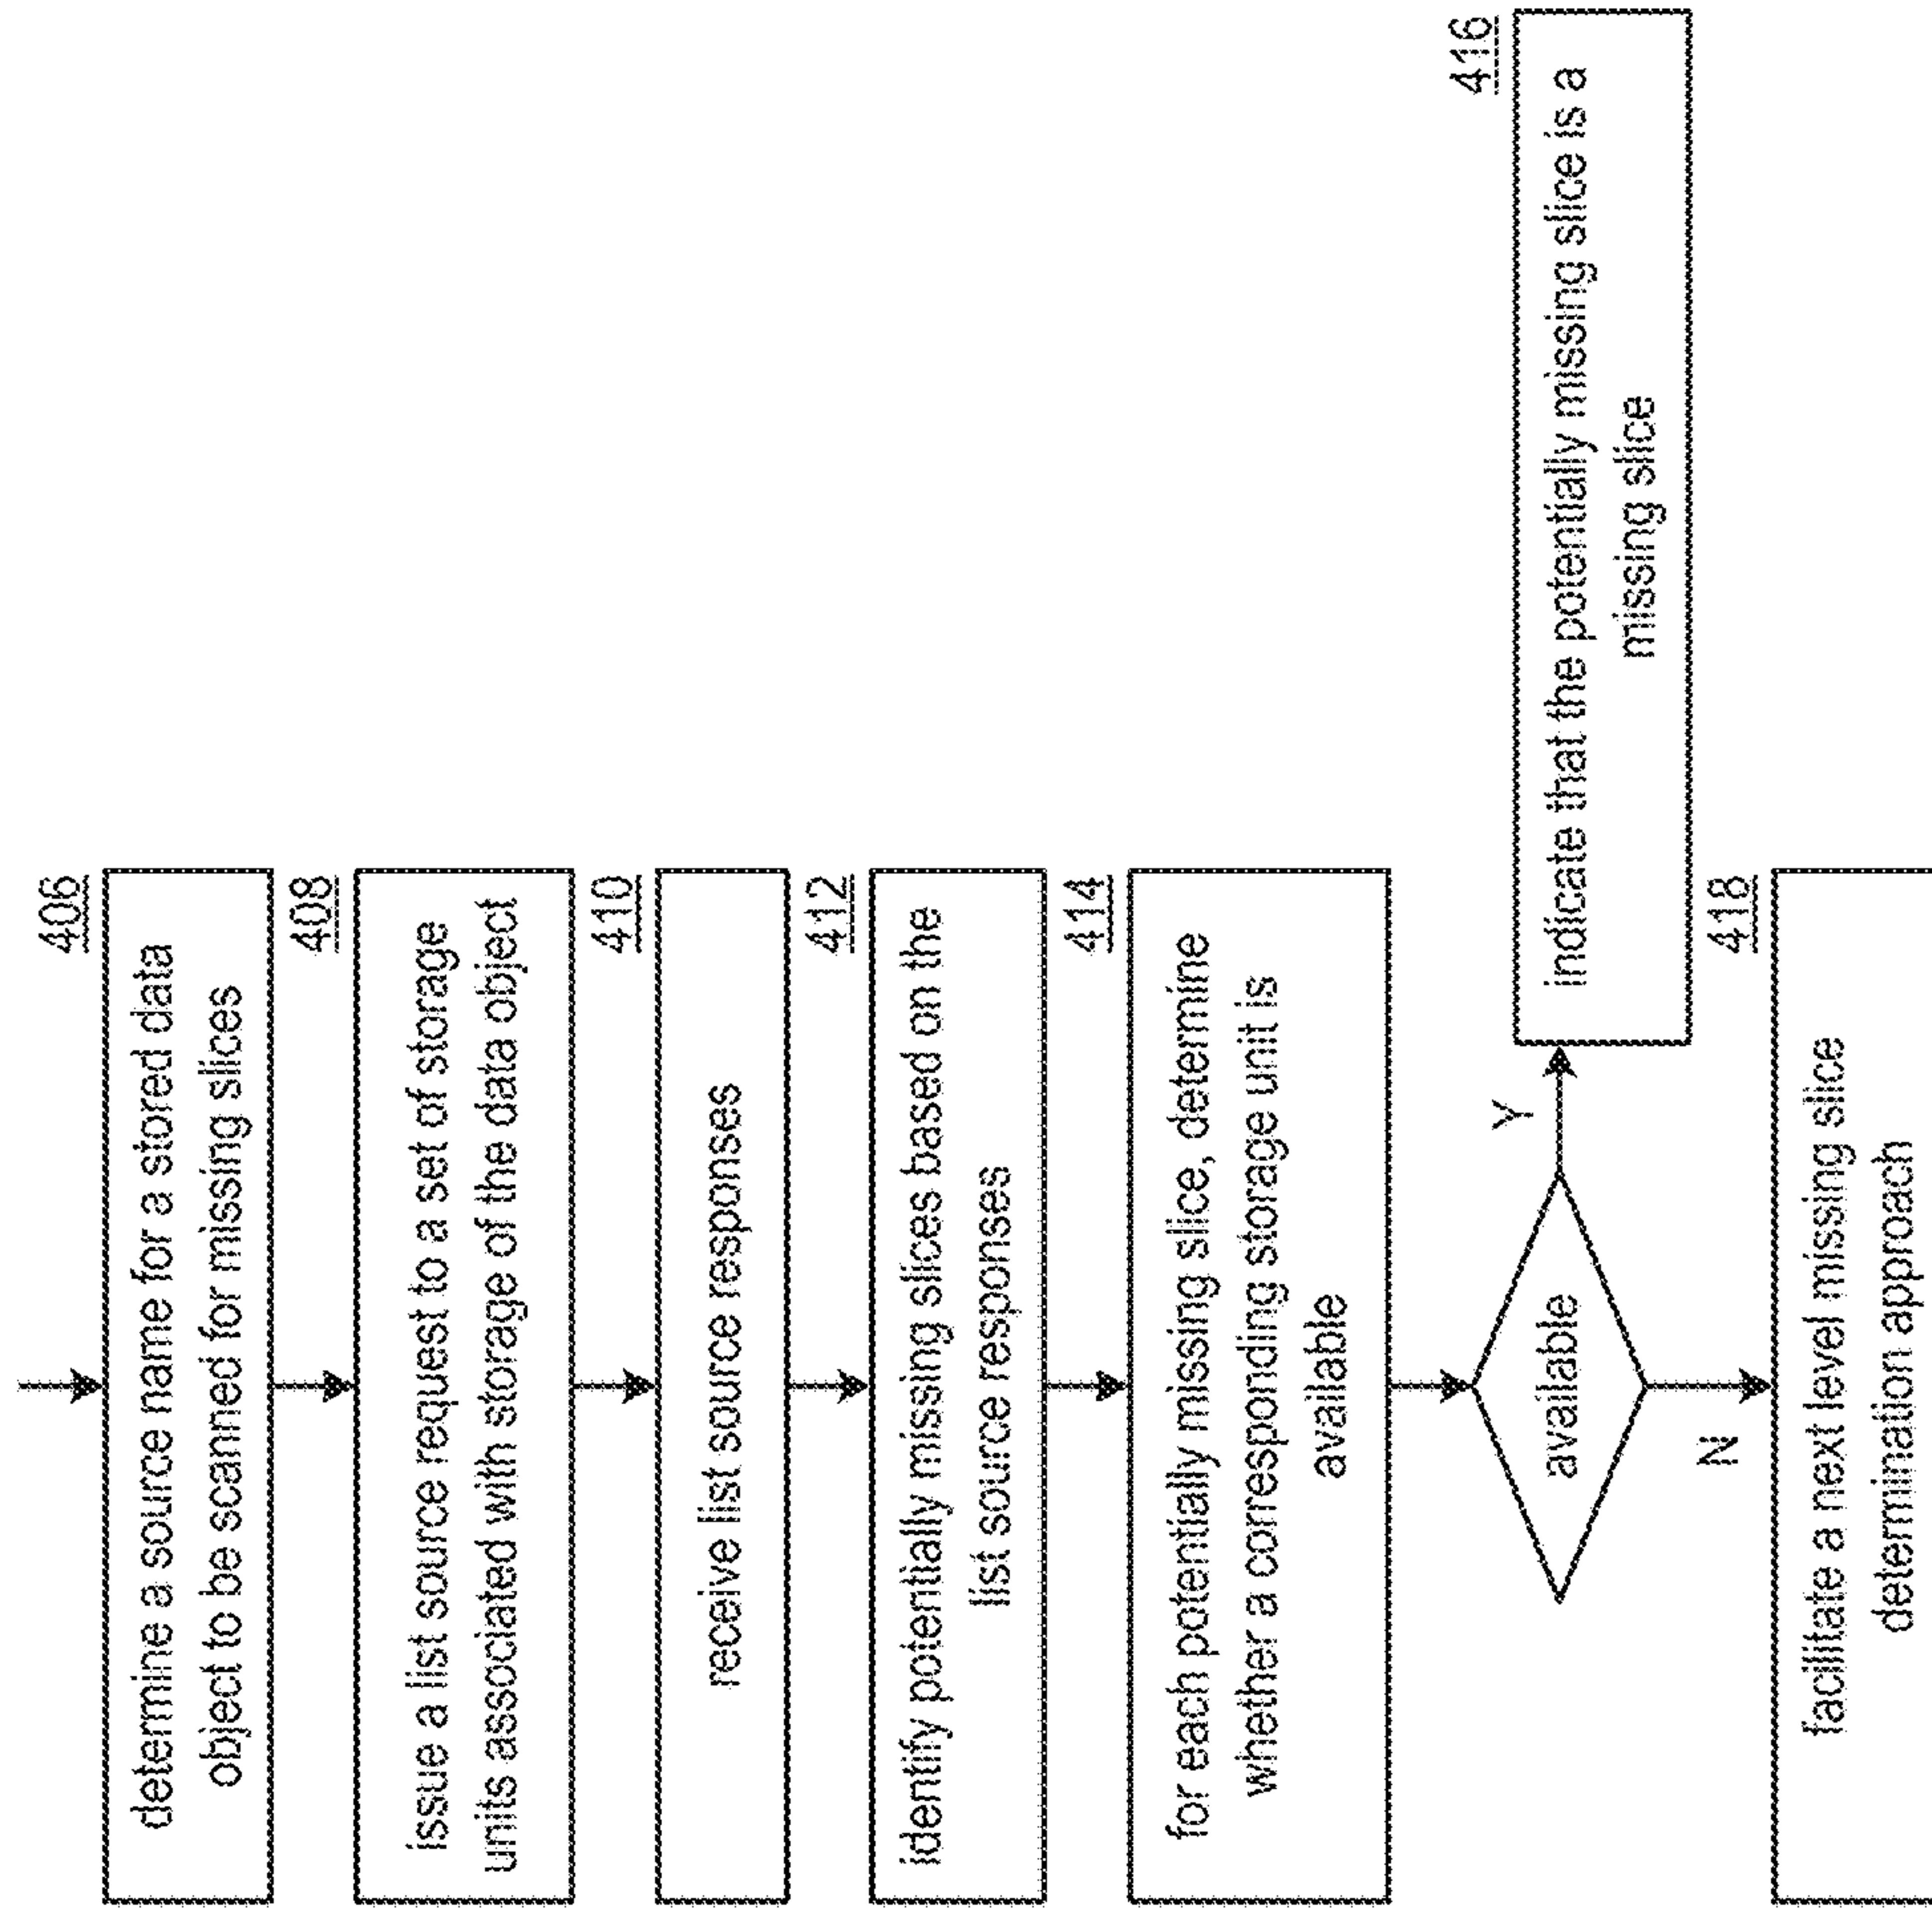 406
determine a source name for a stored data
object to be scanned for missing slices
408
issue a list source request to a set of storage
units associated with storage of the data object
410
receive list source responses
412
identify potentially missing slices based on the
list source responses
414
for each potentially missing slice, determine
whether a corresponding storage unit is
available
available
Y
N
416
indicate that the potentially missing slice is a
missing slice
418
facilitate a next level missing slice
determination approach